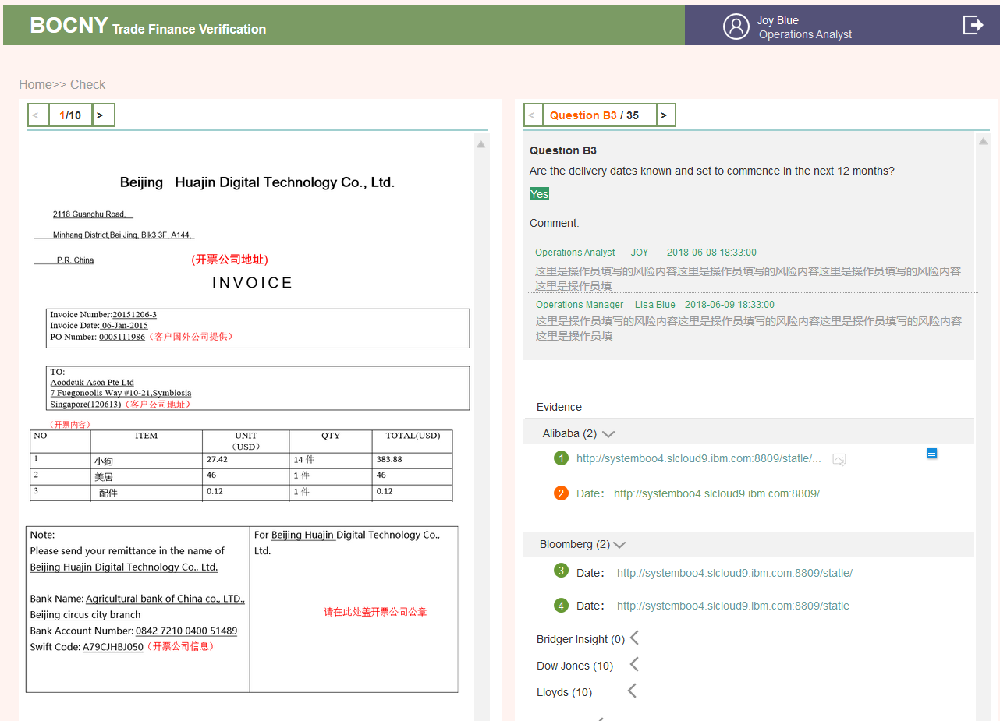 BOCNY Trade Finance Verification
Joy Blue
Operations Analyst
Home>> Check
< 1/10 >
Beijing Huajin Digital Technology Co., Ltd.
2118 Guanghu Road,
Minhang District,Bei Jing, Blk3 3F, A144,
P.R. China (开票公司地址)
INVOICE
Invoice Number:20151206-3
Invoice Date: 06-Jan-2015
PO Number: 0005111986（客户国外公司提供）
TO:
Aoodcuk Asoa Pte Ltd
7 Fuegonoolis Way #10-21,Symbiosia
Singapore(120613)（客户公司地址）
（开票内容）
NO ITEM UNIT（USD） QTY TOTAL(USD)
1 小狗 27.42 14 件 383.88
2 美居 46 1 件 46
3 配件 0.12 1 件 0.12
Note:
Please send your remittance in the name of
Beijing Huajin Digital Technology Co., Ltd.
Bank Name: Agricultural bank of China co., LTD.,
Beijing circus city branch
Bank Account Number: 0842 7210 0400 51489
Swift Code: A79CJHBJ050（开票公司信息）
For Beijing Huajin Digital Technology Co.,
Ltd.
请在此处盖开票公司公章
< Question B3 / 35 >
Question B3
Are the delivery dates known and set to commence in the next 12 months?
Yes
Comment:
Operations Analyst JOY 2018-06-08 18:33:00
这里是操作员填写的风险内容这里是操作员填写的风险内容这里是操作员填写的风险内容
这里是操作员填
Operations Manager Lisa Blue 2018-06-09 18:33:00
这里是操作员填写的风险内容这里是操作员填写的风险内容这里是操作员填写的风险内容
这里是操作员填
Evidence
Alibaba (2)
1 http://systemboo4.slcloud9.ibm.com:8809/statle/...
2 Date： http://systemboo4.slcloud9.ibm.com:8809/...
Bloomberg (2)
3 Date： http://systemboo4.slcloud9.ibm.com:8809/statle/
4 Date： http://systemboo4.slcloud9.ibm.com:8809/statle
Bridger Insight (0)
Dow Jones (10)
Lloyds (10)